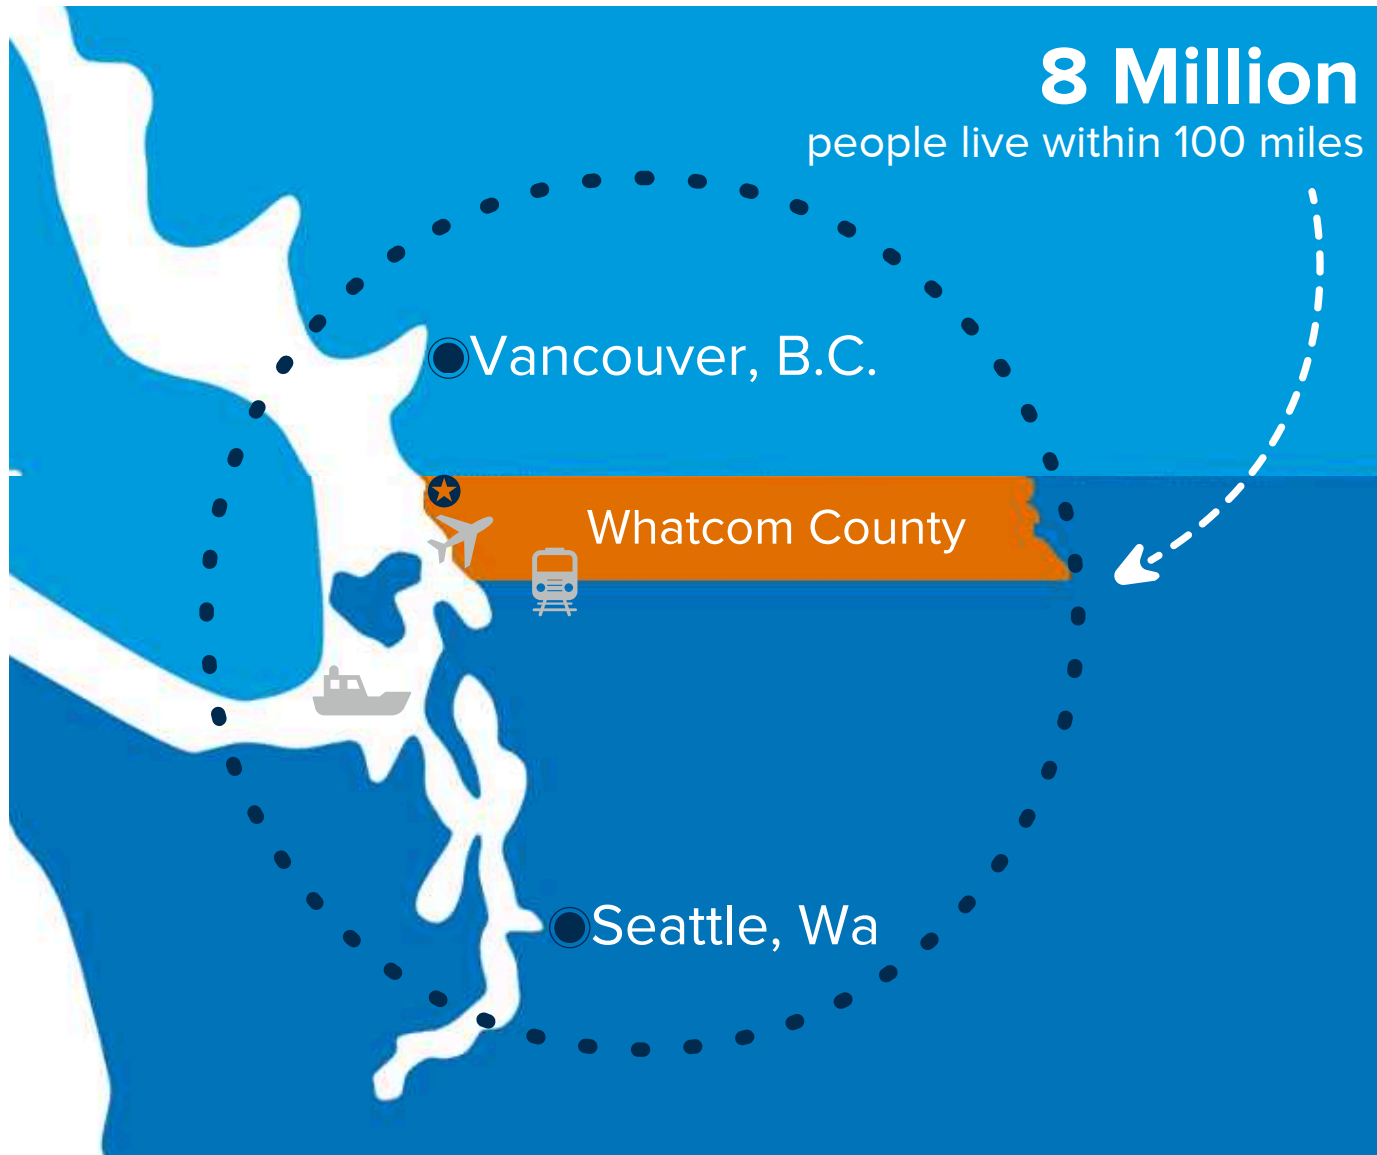 8 Million
people live within 100 miles
Vancouver, B.C.
Whatcom County
Seattle, Wa